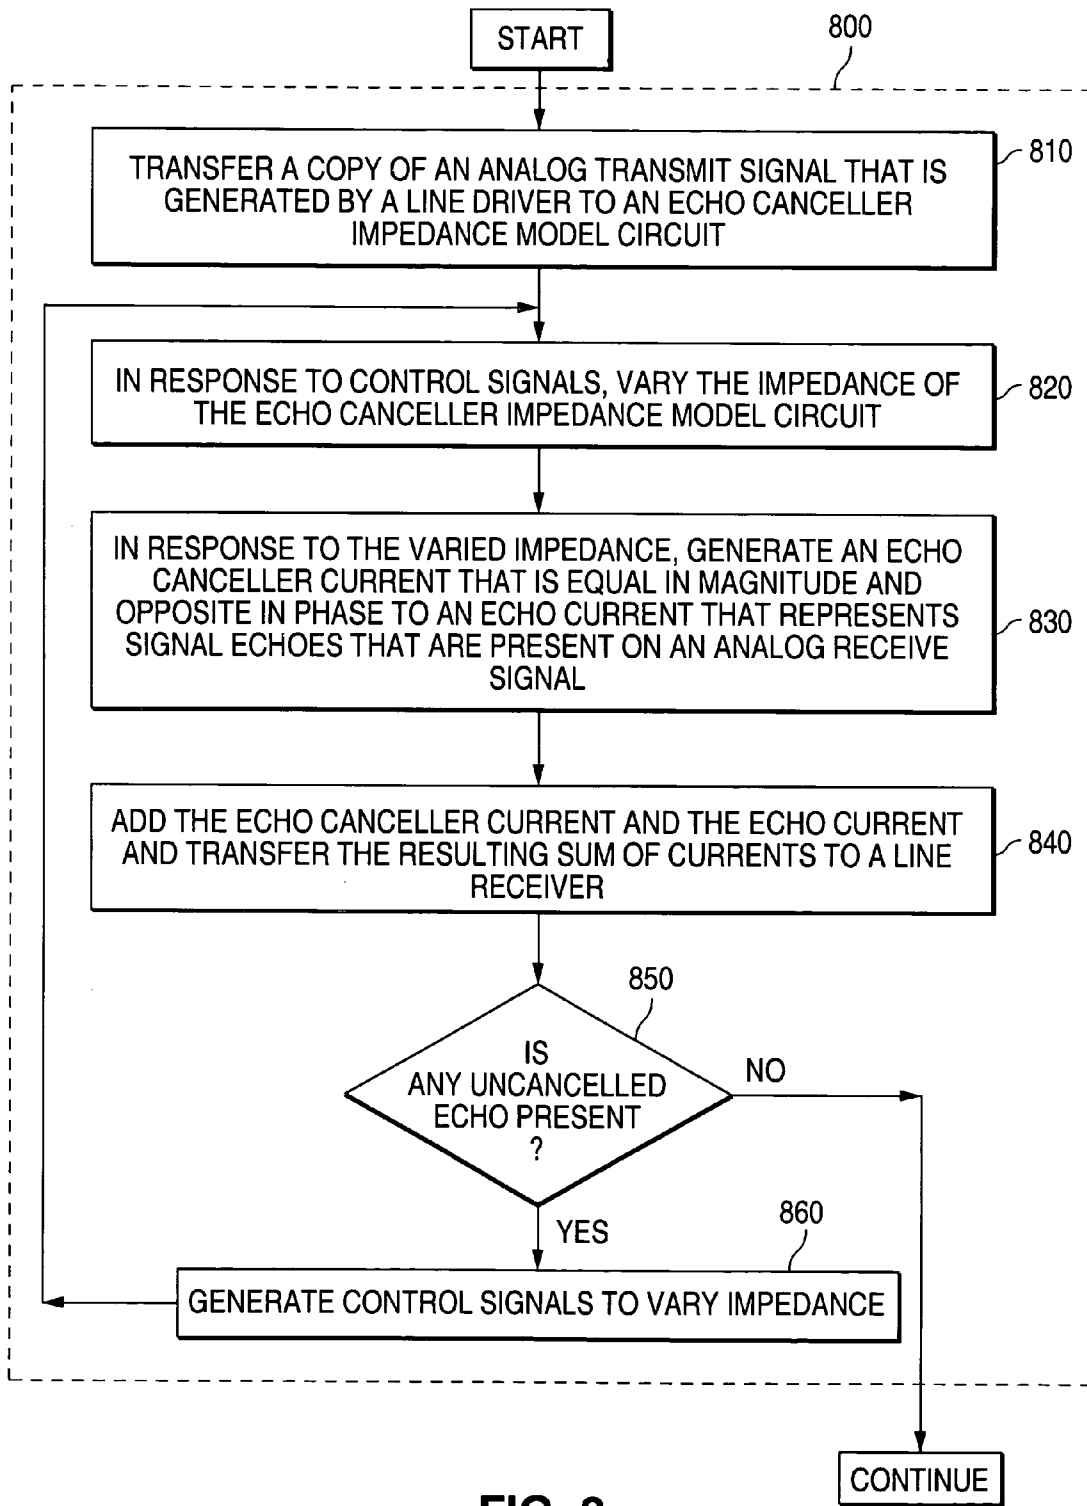 START
800
TRANSFER A COPY OF AN ANALOG TRANSMIT SIGNAL THAT IS
GENERATED BY A LINE DRIVER TO AN ECHO CANCELLER
IMPEDANCE MODEL CIRCUIT
810
IN RESPONSE TO CONTROL SIGNALS, VARY THE IMPEDANCE OF
THE ECHO CANCELLER IMPEDANCE MODEL CIRCUIT
820
IN RESPONSE TO THE VARIED IMPEDANCE, GENERATE AN ECHO
CANCELLER CURRENT THAT IS EQUAL IN MAGNITUDE AND
OPPOSITE IN PHASE TO AN ECHO CURRENT THAT REPRESENTS
SIGNAL ECHOES THAT ARE PRESENT ON AN ANALOG RECEIVE
SIGNAL
830
ADD THE ECHO CANCELLER CURRENT AND THE ECHO CURRENT
AND TRANSFER THE RESULTING SUM OF CURRENTS TO A LINE
RECEIVER
840
850
IS
ANY UNCANCELLED
ECHO PRESENT
?
NO
YES
860
GENERATE CONTROL SIGNALS TO VARY IMPEDANCE
CONTINUE
FIG.